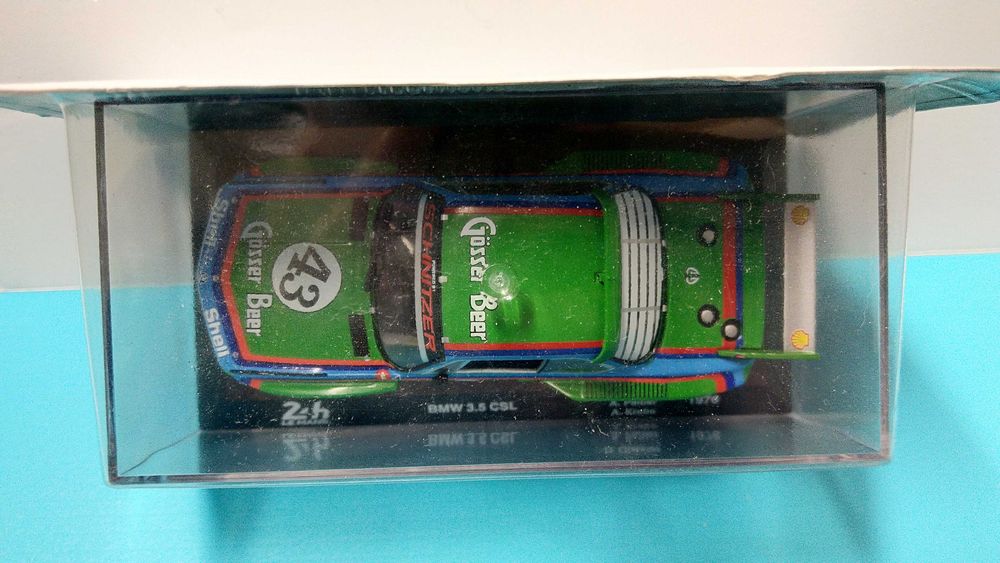 Shell
Shell
Gösser Beer
43
SCHNITZER
Gösser Beer
24h
BMW 3.5 CSL